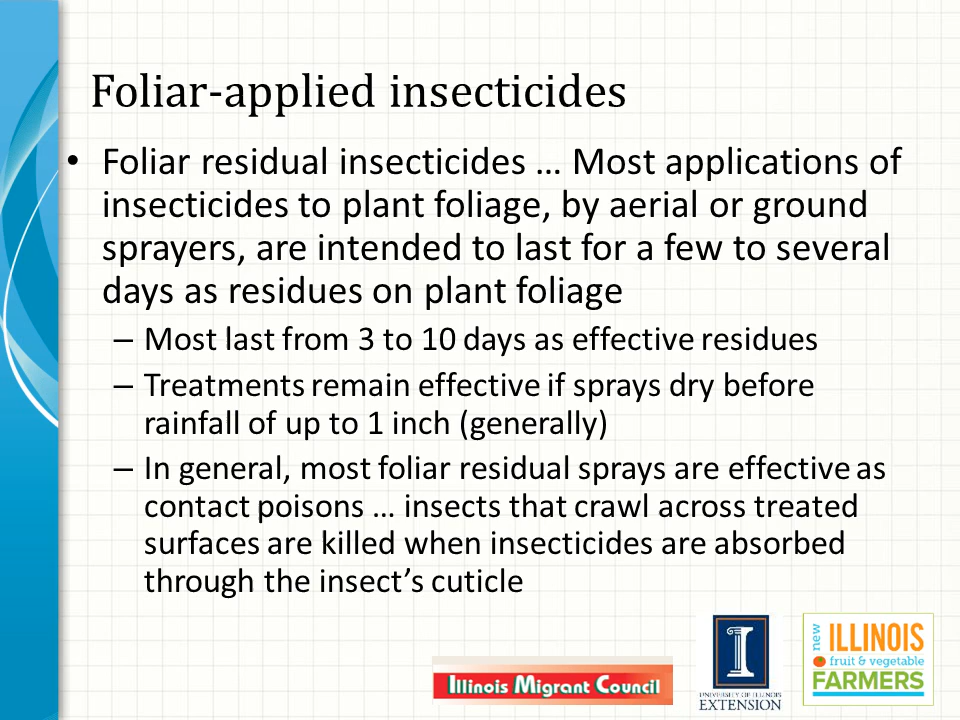 Foliar-applied insecticides
• Foliar residual insecticides … Most applications of
insecticides to plant foliage, by aerial or ground
sprayers, are intended to last for a few to several
days as residues on plant foliage
– Most last from 3 to 10 days as effective residues
– Treatments remain effective if sprays dry before
rainfall of up to 1 inch (generally)
– In general, most foliar residual sprays are effective as
contact poisons … insects that crawl across treated
surfaces are killed when insecticides are absorbed
through the insect’s cuticle
Illinois Migrant Council
I
UNIVERSITY OF ILLINOIS
EXTENSION
new
ILLINOIS
fruit & vegetable
FARMERS